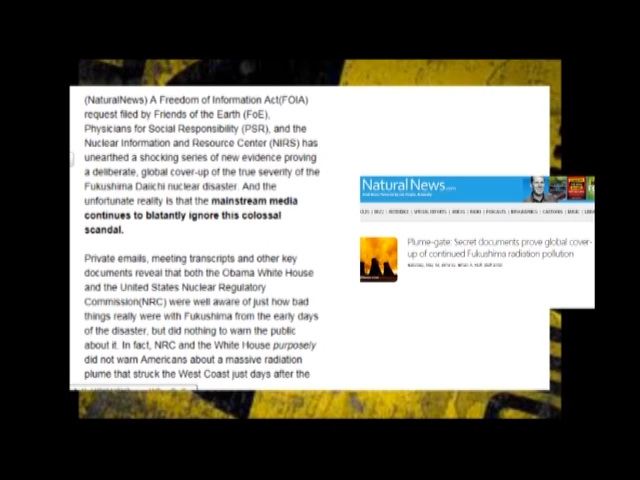 (NaturalNews) A Freedom of Information Act(FOIA)
request filed by Friends of the Earth (FoE),
Physicians for Social Responsibility (PSR), and the
Nuclear Information and Resource Center (NIRS) has
unearthed a shocking series of new evidence proving
a deliberate, global cover-up of the true severity of the
Fukushima Daiichi nuclear disaster. And the
unfortunate reality is that the mainstream media
continues to blatantly ignore this colossal
scandal.
Private emails, meeting transcripts and other key
documents reveal that both the Obama White House
and the United States Nuclear Regulatory
Commission(NRC) were well aware of just how bad
things really were with Fukushima from the early days
of the disaster, but did nothing to warn the public
about it. In fact, NRC and the White House purposely
did not warn Americans about a massive radiation
plume that struck the West Coast just days after the
NaturalNews.com
Plume-gate: Secret documents prove global cover-
up of continued Fukushima radiation pollution